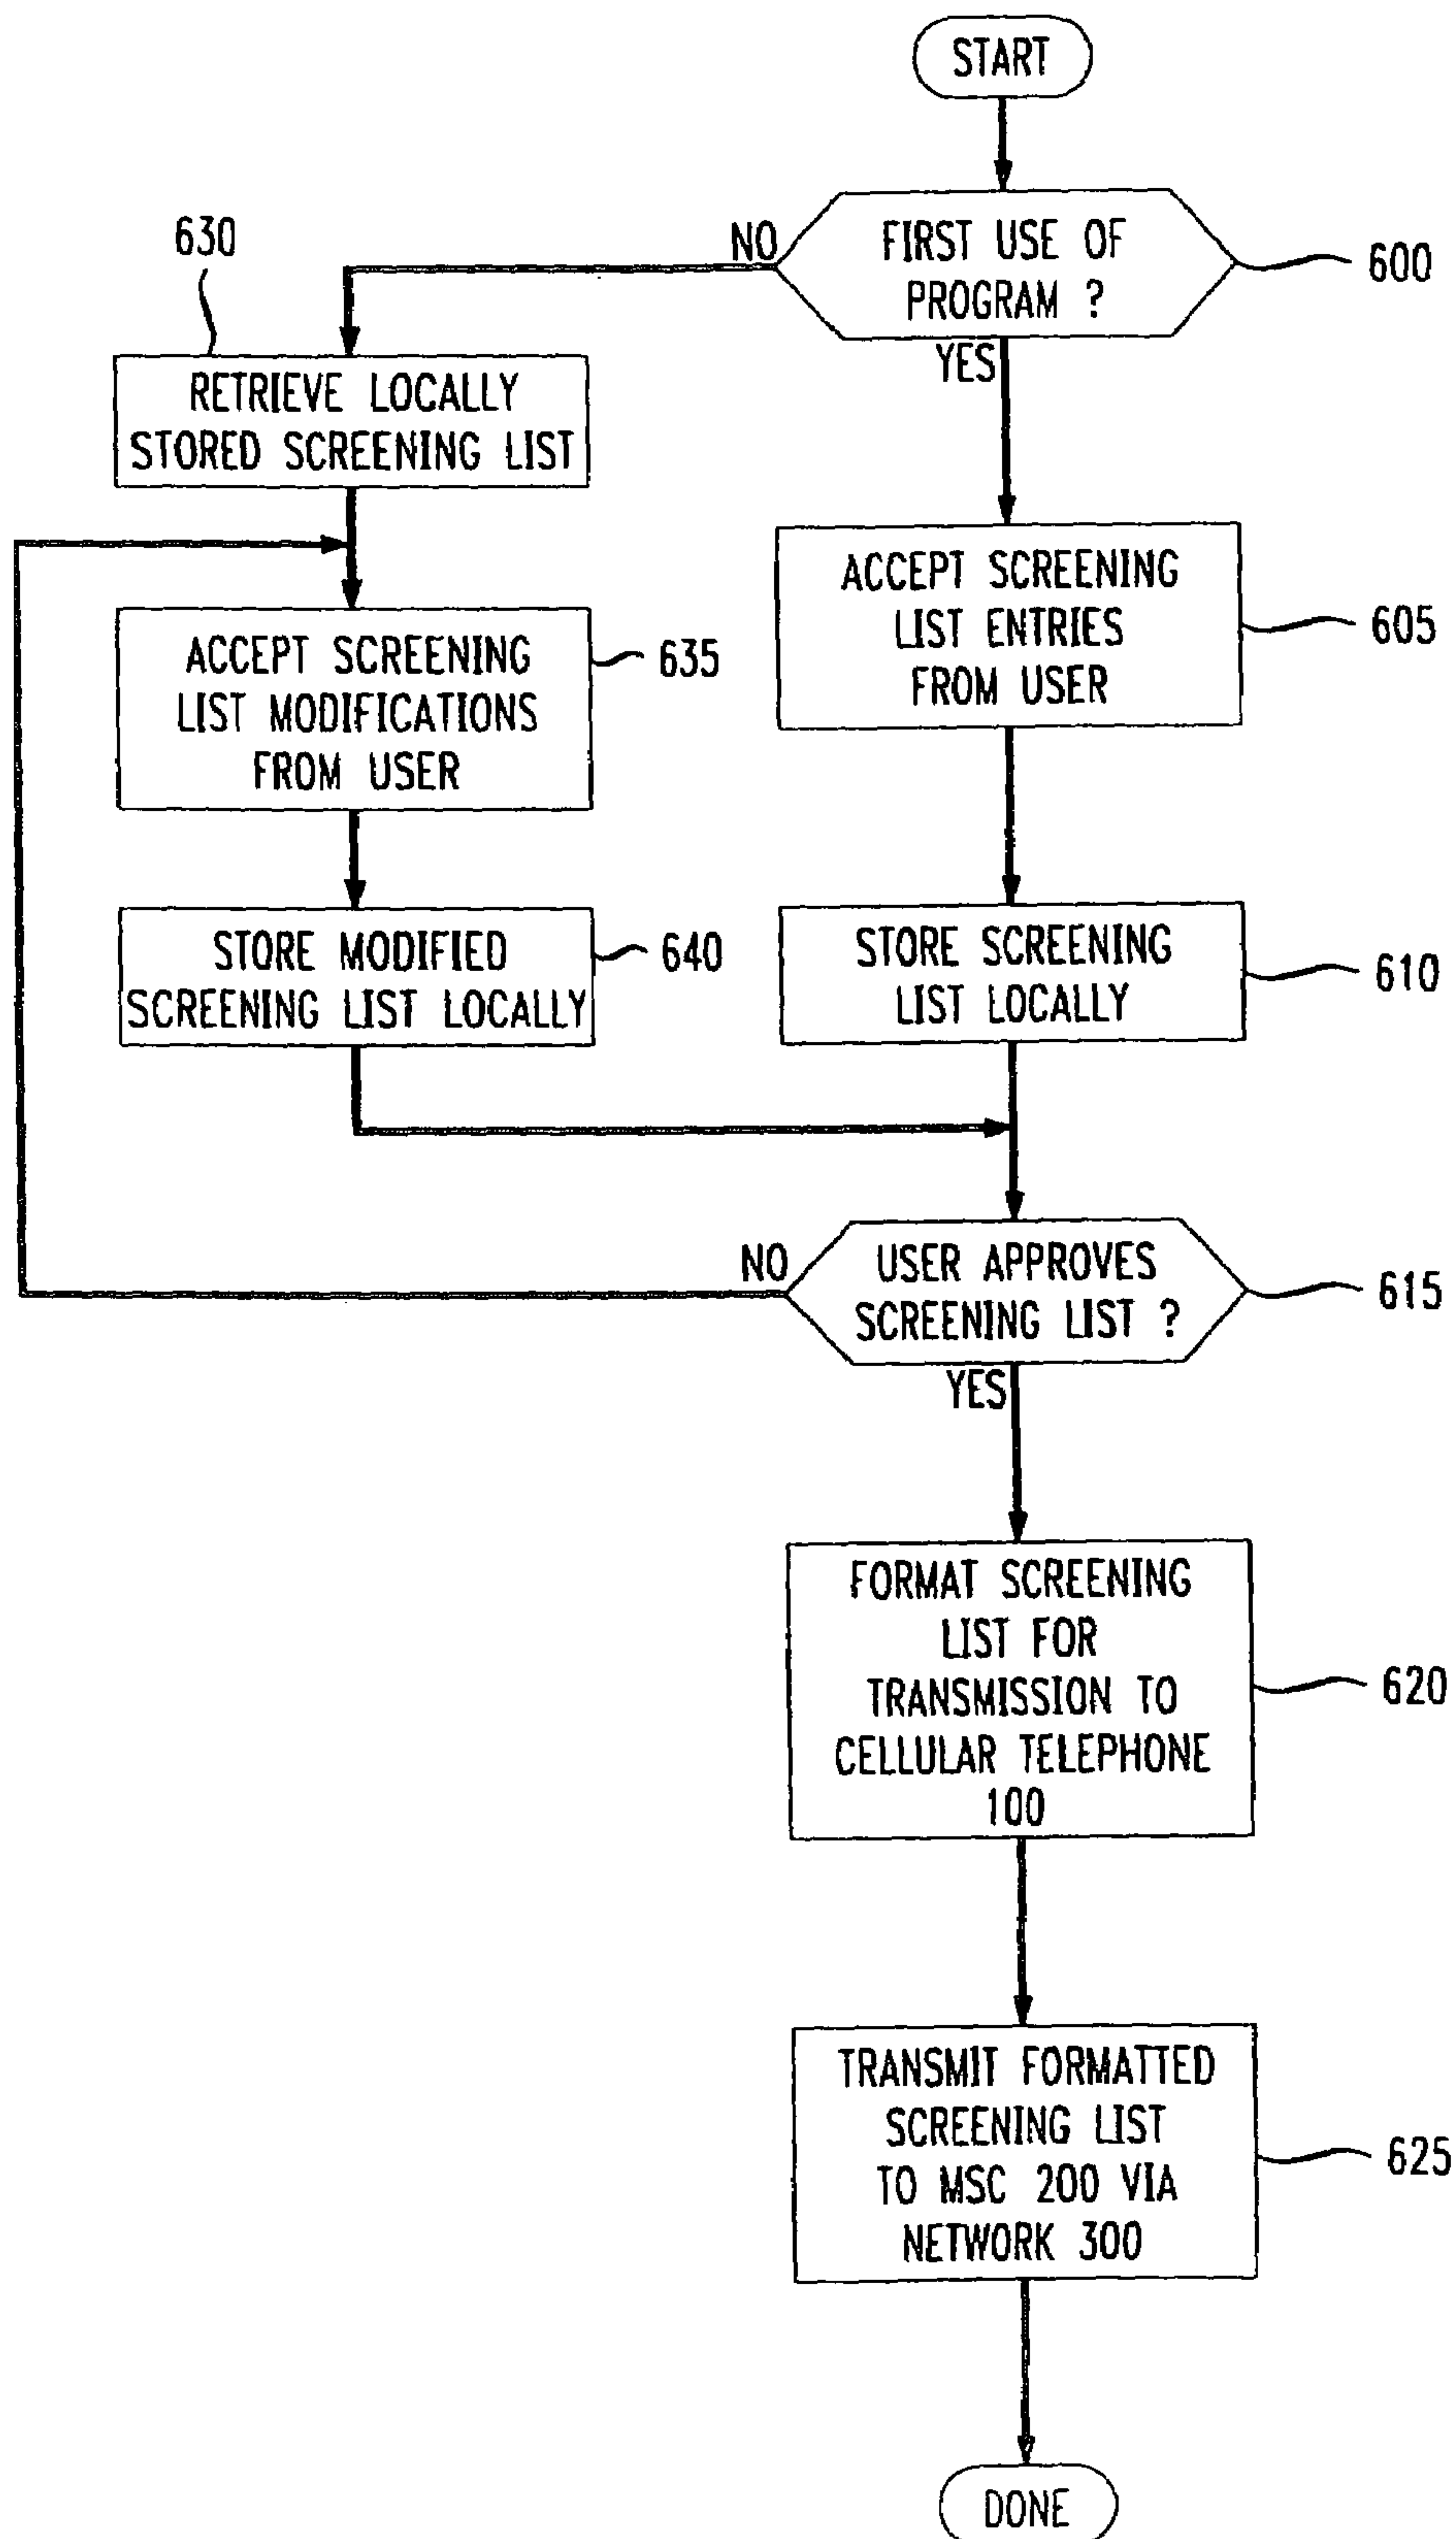 START
FIRST USE OF
PROGRAM ?
600
NO
YES
630
RETRIEVE LOCALLY
STORED SCREENING LIST
ACCEPT SCREENING
LIST ENTRIES
FROM USER
605
ACCEPT SCREENING
LIST MODIFICATIONS
FROM USER
635
STORE MODIFIED
SCREENING LIST LOCALLY
640
STORE SCREENING
LIST LOCALLY
610
USER APPROVES
SCREENING LIST ?
615
NO
YES
FORMAT SCREENING
LIST FOR
TRANSMISSION TO
CELLULAR TELEPHONE
100
620
TRANSMIT FORMATTED
SCREENING LIST
TO MSC 200 VIA
NETWORK 300
625
DONE